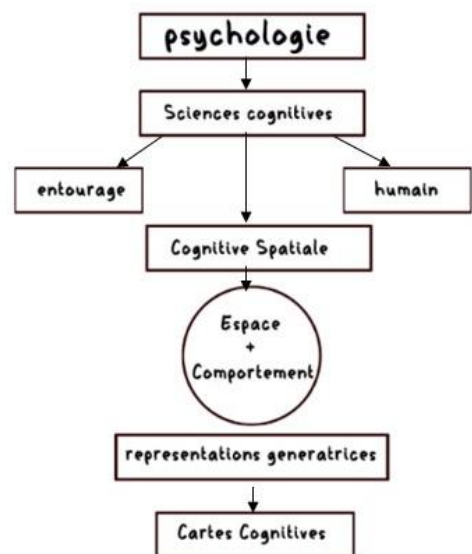 psychologie
Sciences cognitives
entourage
humain
Cognitive Spatiale
Espace
+
Comportement
representations generatrices
Cartes Cognitives